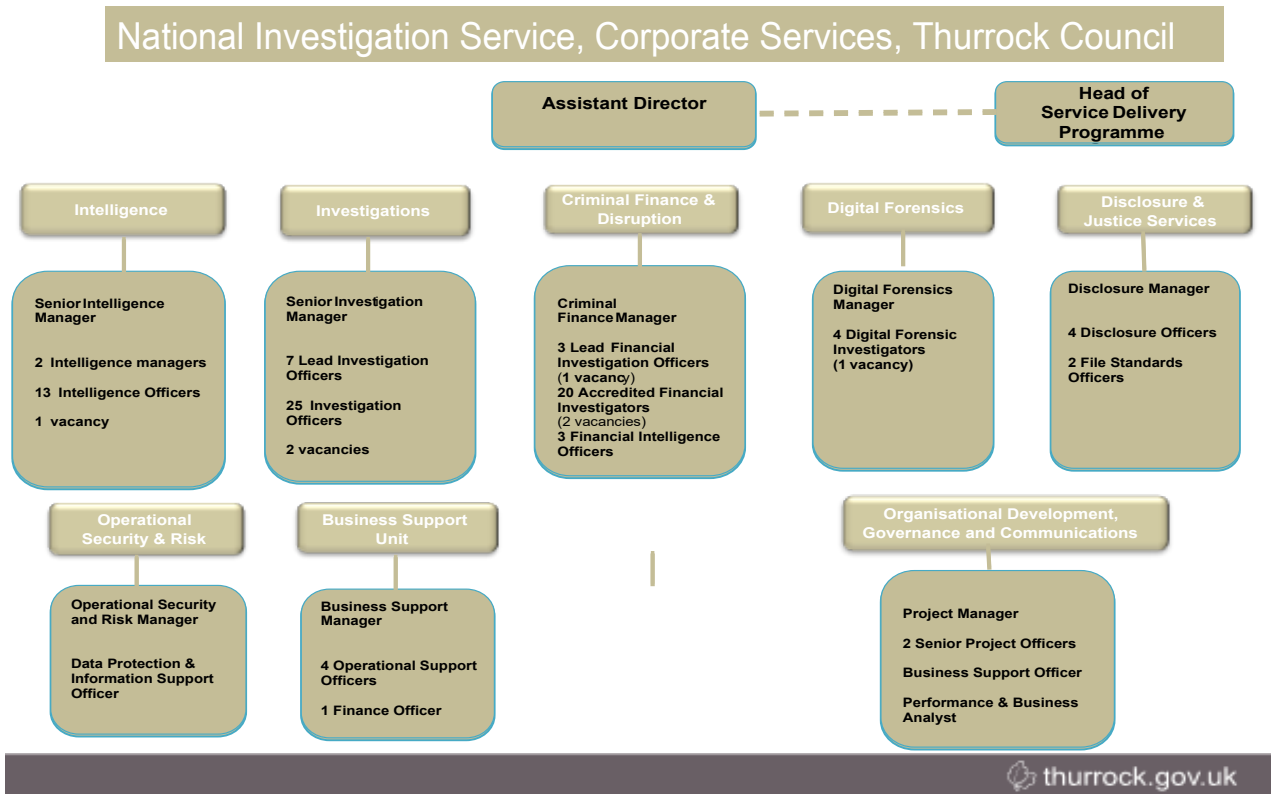 National Investigation Service, Corporate Services, Thurrock Council
Assistant Director
Head of
Service Delivery
Programme
Intelligence
Senior Intelligence
Manager
2 Intelligence managers
13 Intelligence Officers
1 vacancy
Investigations
Senior Investigation
Manager
7 Lead Investigation
Officers
25 Investigation
Officers
2 vacancies
Criminal Finance &
Disruption
Criminal
Finance Manager
3 Lead Financial
Investigation Officers
(1 vacancy)
20 Accredited Financial
Investigators
(2 vacancies)
3 Financial Intelligence
Officers
Digital Forensics
Digital Forensics
Manager
4 Digital Forensic
Investigators
(1 vacancy)
Disclosure &
Justice Services
Disclosure Manager
4 Disclosure Officers
2 File Standards
Officers
Operational
Security & Risk
Operational Security
and Risk Manager
Data Protection &
Information Support
Officer
Business Support
Unit
Business Support
Manager
4 Operational Support
Officers
1 Finance Officer
Organisational Development,
Governance and Communications
Project Manager
2 Senior Project Officers
Business Support Officer
Performance & Business
Analyst
thurrock.gov.uk